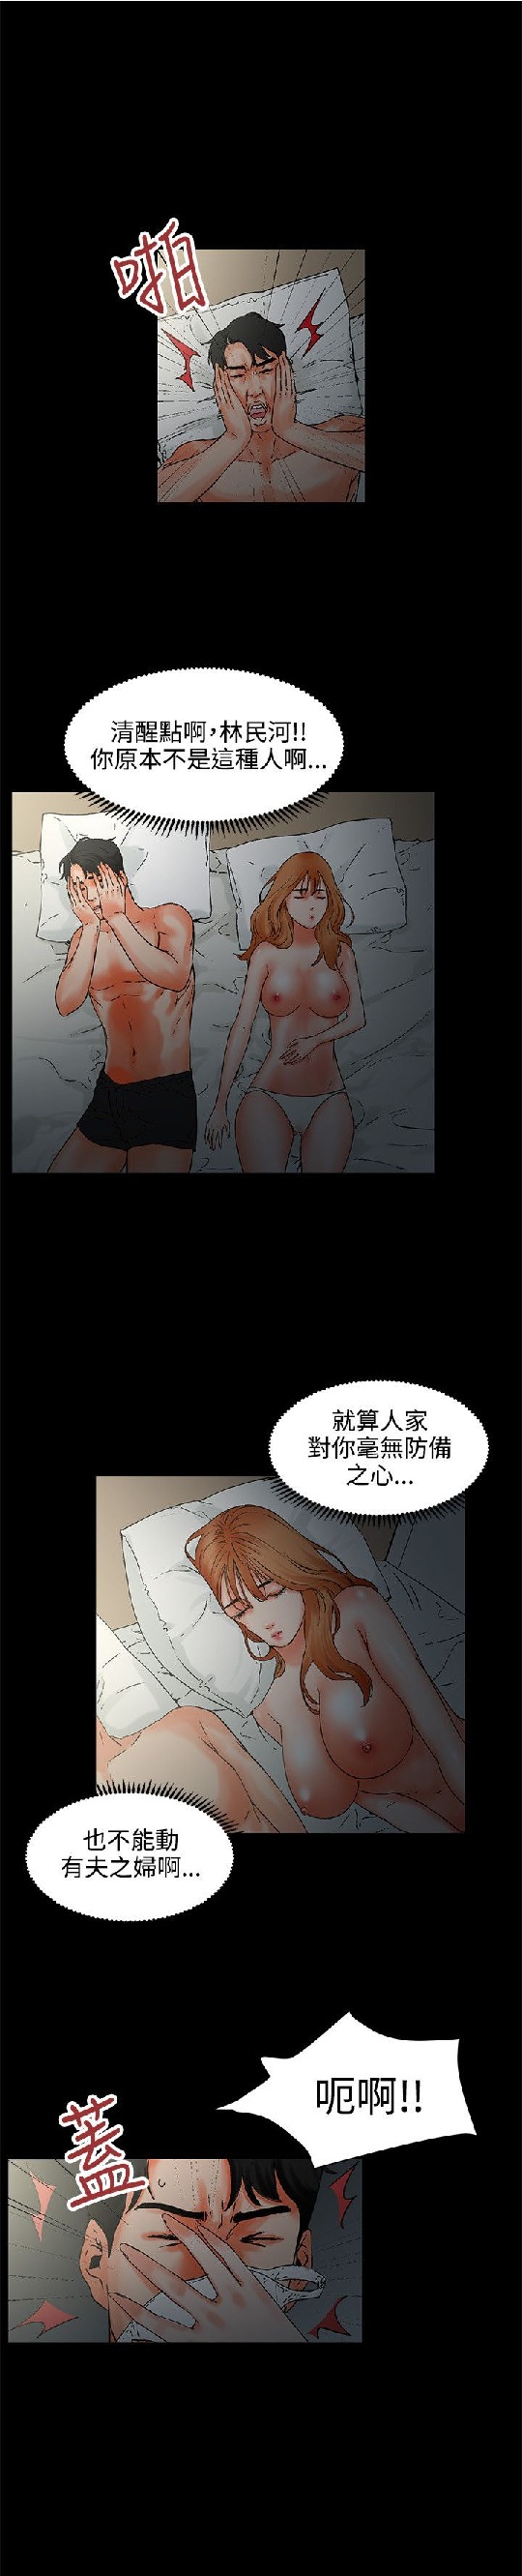 啪
清醒點啊，林民河!!
你原本不是這種人啊...
就算人家
對你毫無防備
之心...
也不能動
有夫之婦啊...
呃啊!!
蓋